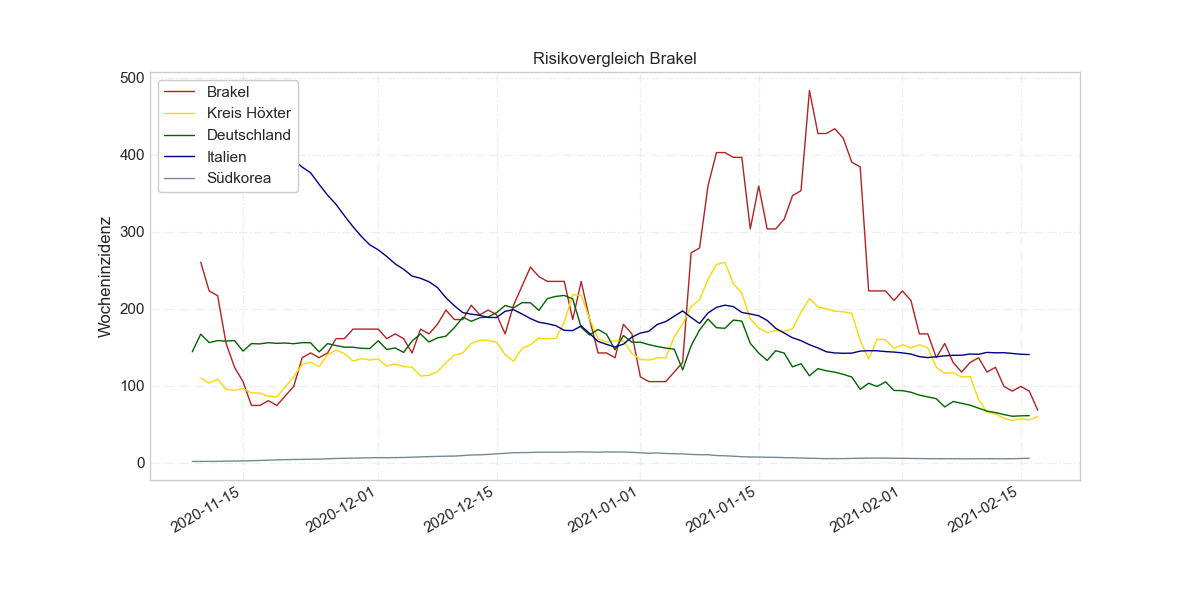 Risikovergleich Brakel
500
400
300
200
100
0
Wocheninzidenz
Brakel
Kreis Höxter
Deutschland
Italien
Südkorea
2020-11-15
2020-12-01
2020-12-15
2021-01-01
2021-01-15
2021-02-01
2021-02-15